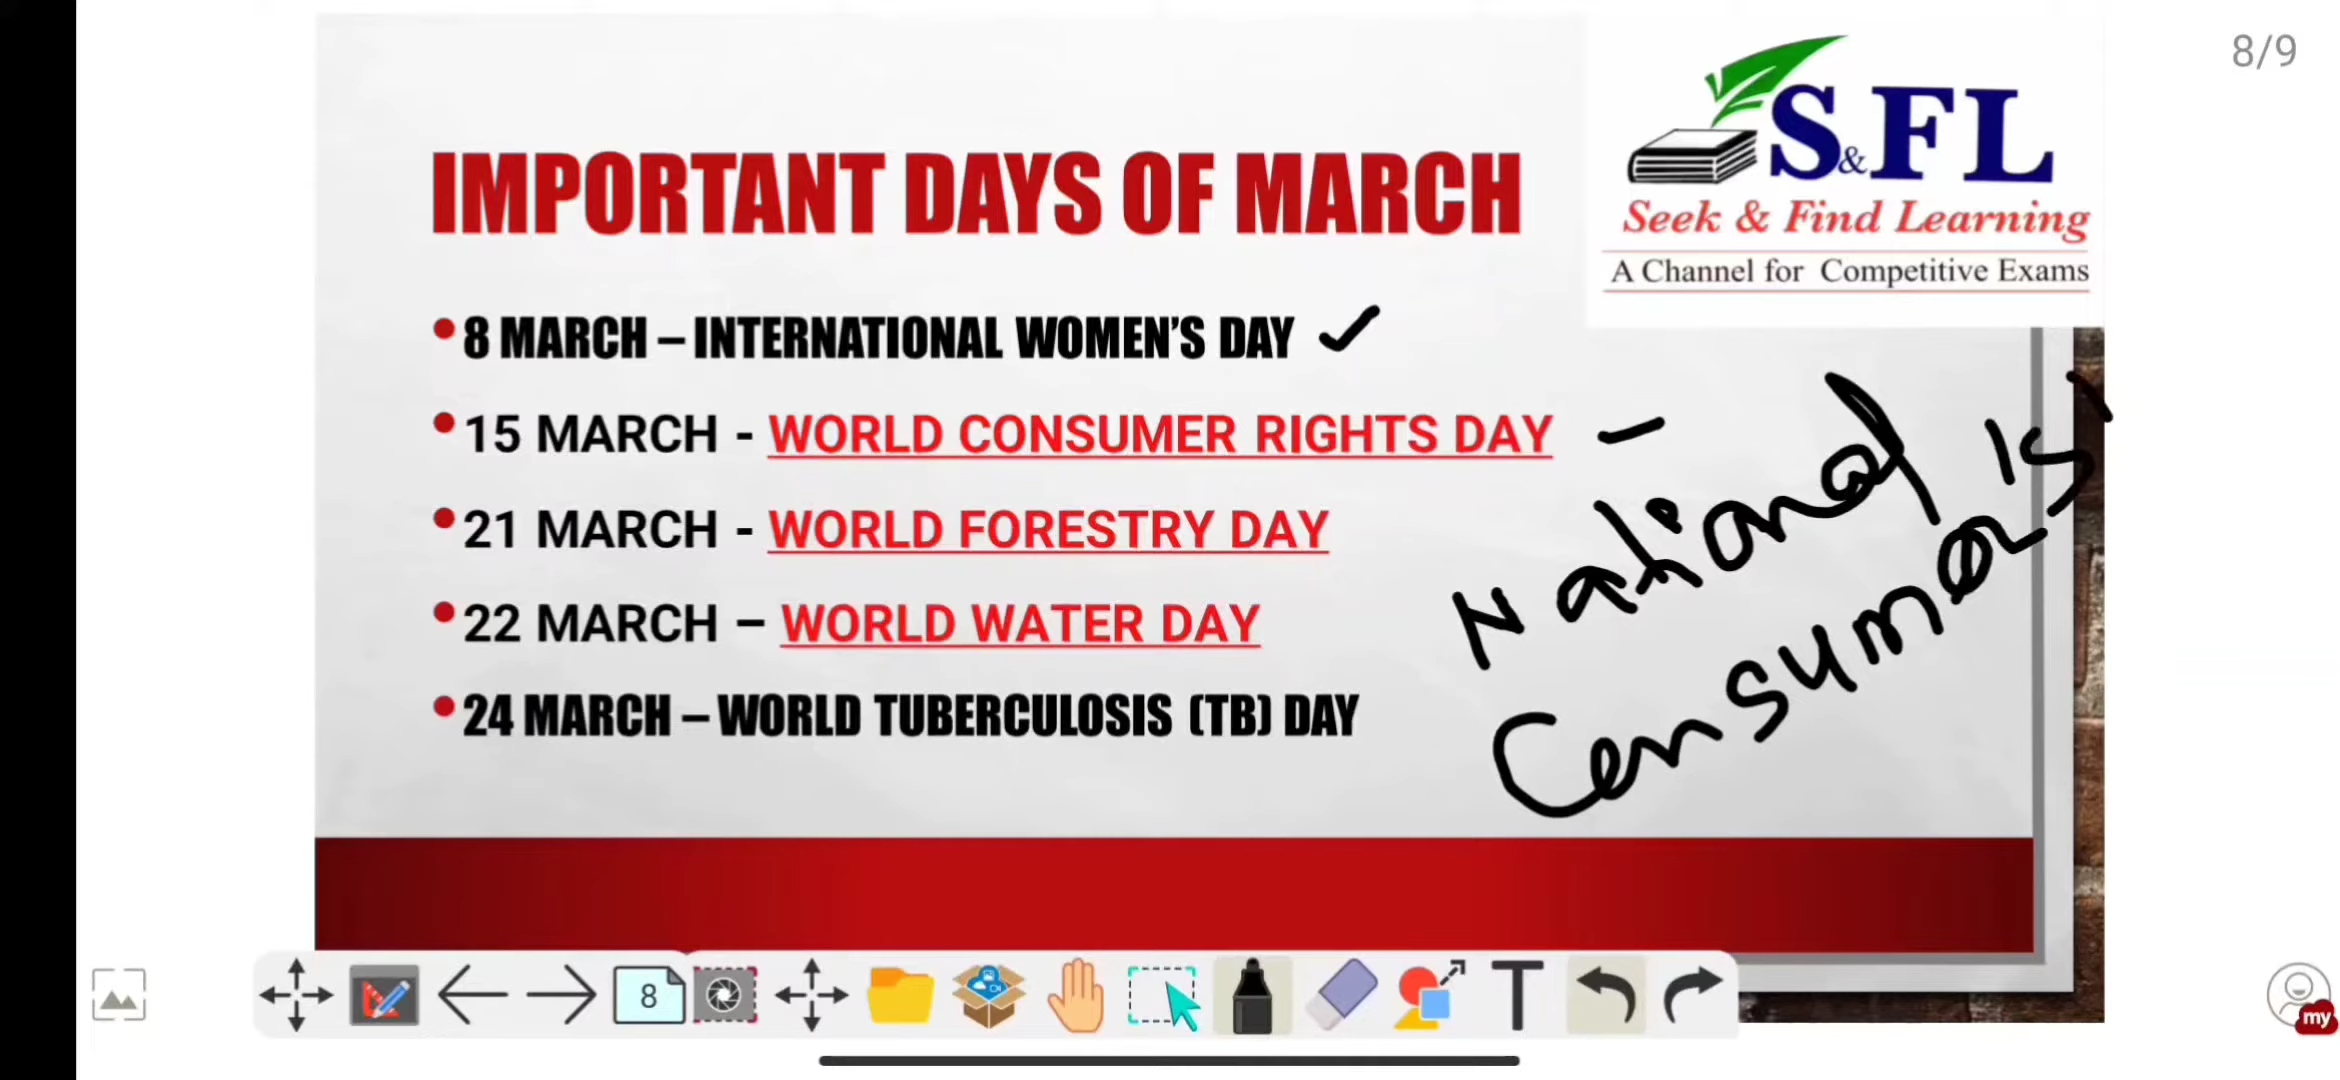 8/9
S&FL
Seek & Find Learning
A Channel for Competitive Exams
IMPORTANT DAYS OF MARCH
•8 MARCH – INTERNATIONAL WOMEN'S DAY ✓
•15 MARCH - WORLD CONSUMER RIGHTS DAY –
•21 MARCH - WORLD FORESTRY DAY
•22 MARCH – WORLD WATER DAY
•24 MARCH – WORLD TUBERCULOSIS (TB) DAY
National
Consumer
8
T
my